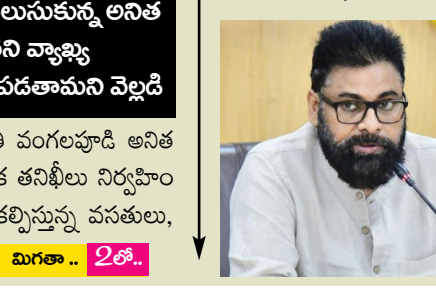 లుసుకున్న అనిత
ని వ్యాఖ్య
పడతామని వెల్లడి
వంగలపూడి అనిత
క తనిఖీలు నిర్వహిం
కల్పిస్తున్న వసతులు,
మిగతా .. 2లో..